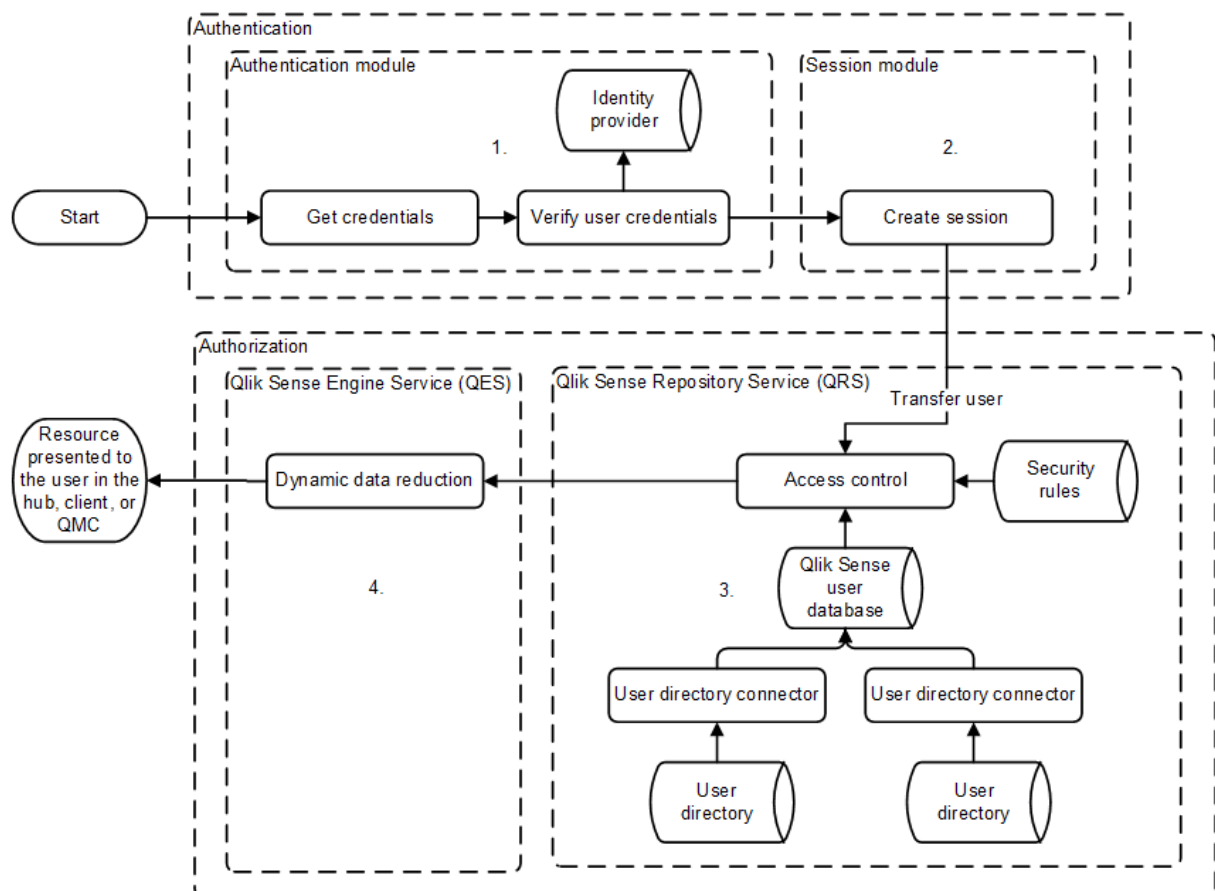 Authentication
Authentication module
Session module
Identity
provider
1.
2.
Start
Get credentials
Verify user credentials
Create session
Authorization
Qlik Sense Engine Service (QES)
Qlik Sense Repository Service (QRS)
Transfer user
Resource
presented to
the user in the
hub, client, or
QMC
Dynamic data reduction
Access control
Security
rules
4.
3.
Qlik Sense
user
database
User directory connector
User directory connector
User
directory
User
directory